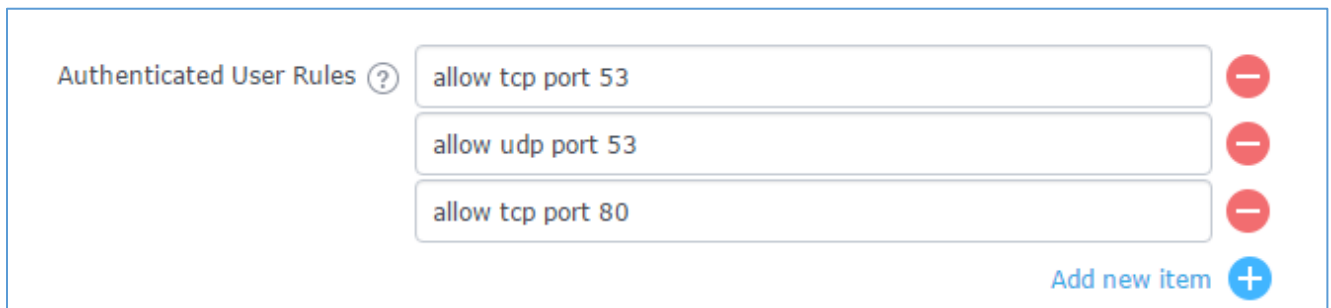 Authenticated User Rules ? allow tcp port 53
allow udp port 53
allow tcp port 80
Add new item